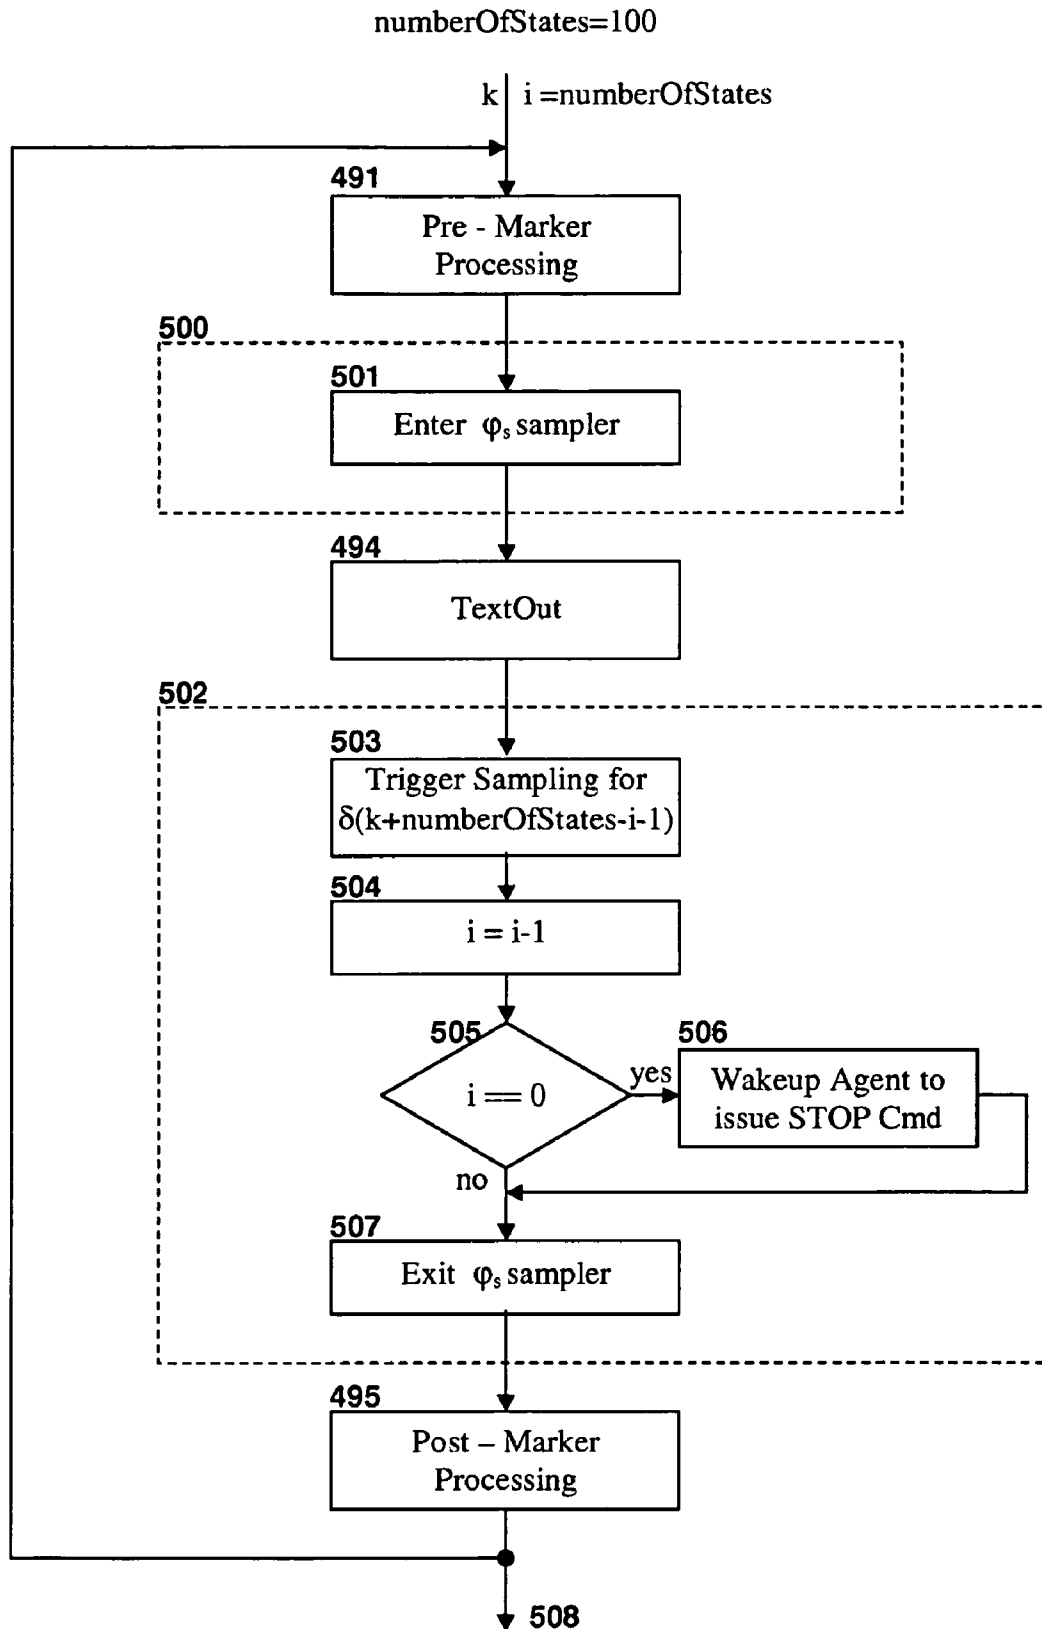 numberOfStates=100
k
i =numberOfStates
491
Pre - Marker
Processing
500
501
Enter φₛ sampler
494
TextOut
502
503
Trigger Sampling for
δ(k+numberOfStates-i-1)
504
i = i-1
505
i == 0
yes
506
Wakeup Agent to
issue STOP Cmd
no
507
Exit φₛ sampler
495
Post – Marker
Processing
508